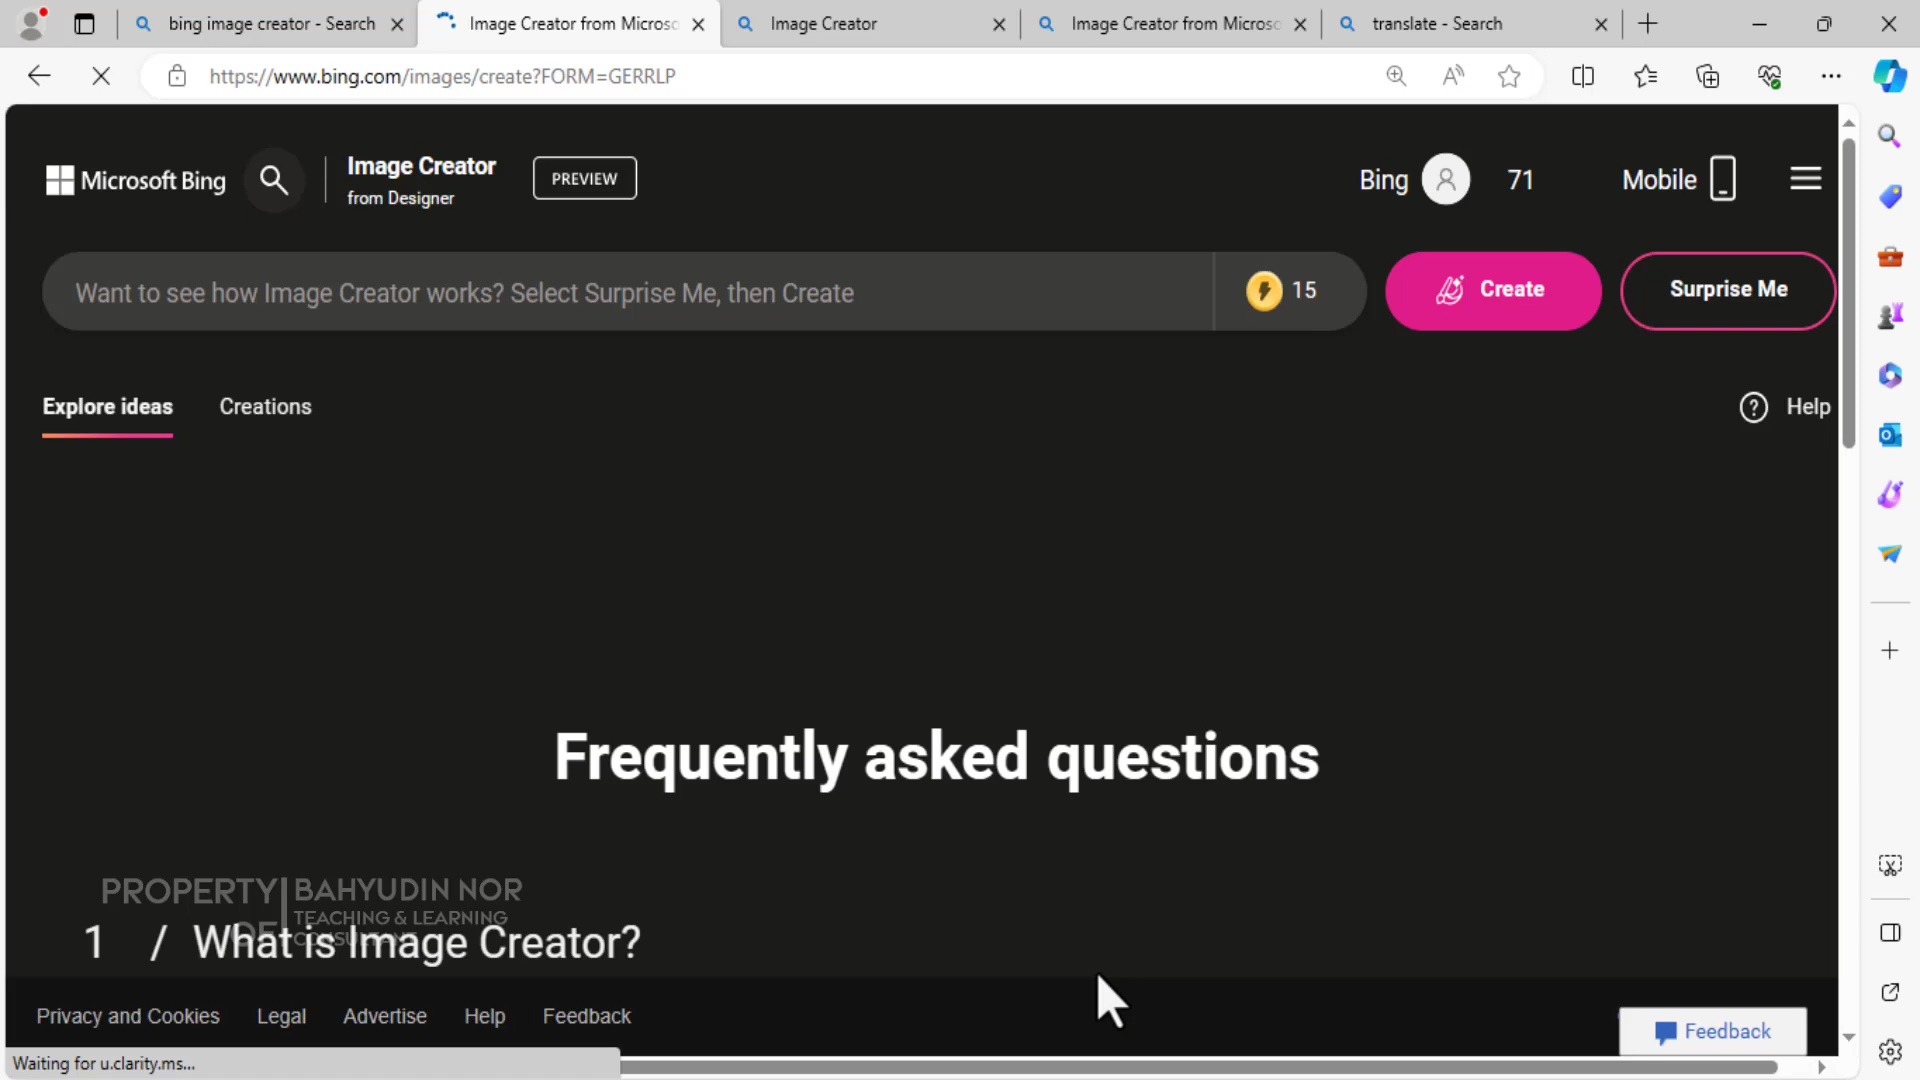 bing image creator - Search
Image Creator from Microso
Image Creator
Image Creator from Microso
translate - Search
https://www.bing.com/images/create?FORM=GERRLP
Microsoft Bing
Image Creator
from Designer
PREVIEW
Bing
71
Mobile
Want to see how Image Creator works? Select Surprise Me, then Create
15
Create
Surprise Me
Explore ideas
Creations
Help
Frequently asked questions
PROPERTY OF
BAHYUDIN NOR
TEACHING & LEARNING
CONSULTANT
1 / What is Image Creator?
Privacy and Cookies
Legal
Advertise
Help
Feedback
Feedback
Waiting for u.clarity.ms...